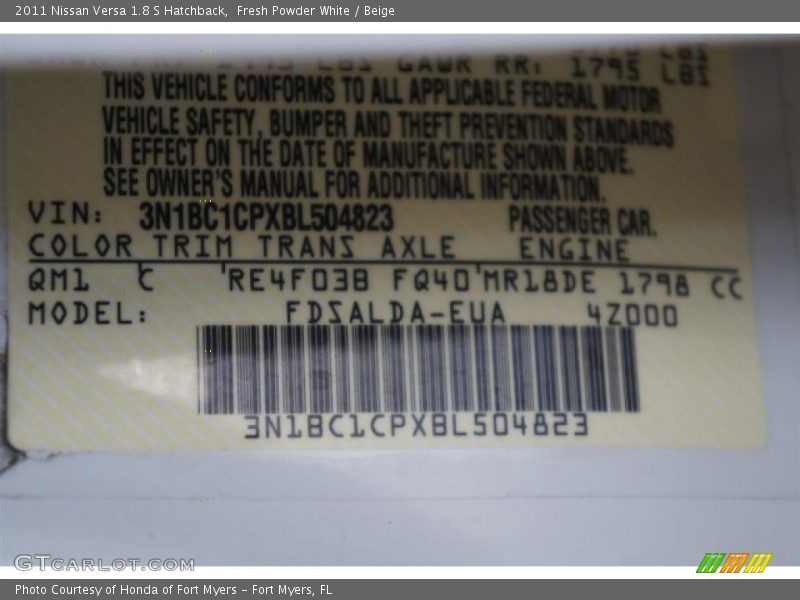 2011 Nissan Versa 1.8 S Hatchback,  Fresh Powder White / Beige
LBS GAWR RR: 1795 LBS
THIS VEHICLE CONFORMS TO ALL APPLICABLE FEDERAL MOTOR
VEHICLE SAFETY, BUMPER AND THEFT PREVENTION STANDARDS
IN EFFECT ON THE DATE OF MANUFACTURE SHOWN ABOVE.
SEE OWNER'S MANUAL FOR ADDITIONAL INFORMATION.
VIN: 3N1BC1CPXBL504823 PASSENGER CAR.
COLOR TRIM TRANS AXLE ENGINE
QM1 'C 'RE4F03B FQ40'MR18DE 1798 CC
MODEL: FDSALDA-EUA 4Z000
3N1BC1CPXBL504823
GTCARLOT.COM
Photo Courtesy of Honda of Fort Myers – Fort Myers, FL